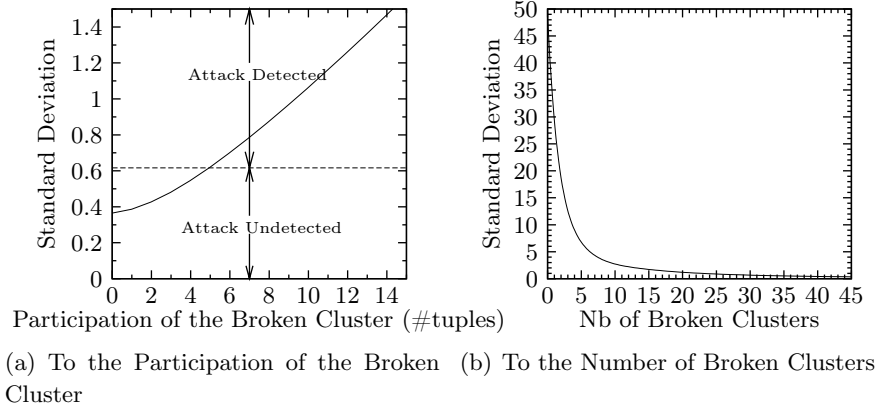 1.4
1.2
1
0.8
0.6
0.4
0.2
0
Standard Deviation
Attack Detected
Attack Undetected
0 2 4 6 8 10 12 14
Participation of the Broken Cluster (#tuples)
50
45
40
35
30
25
20
15
10
5
0
Standard Deviation
0 5 10 15 20 25 30 35 40 45
Nb of Broken Clusters
(a) To the Participation of the Broken
Cluster
(b) To the Number of Broken Clusters